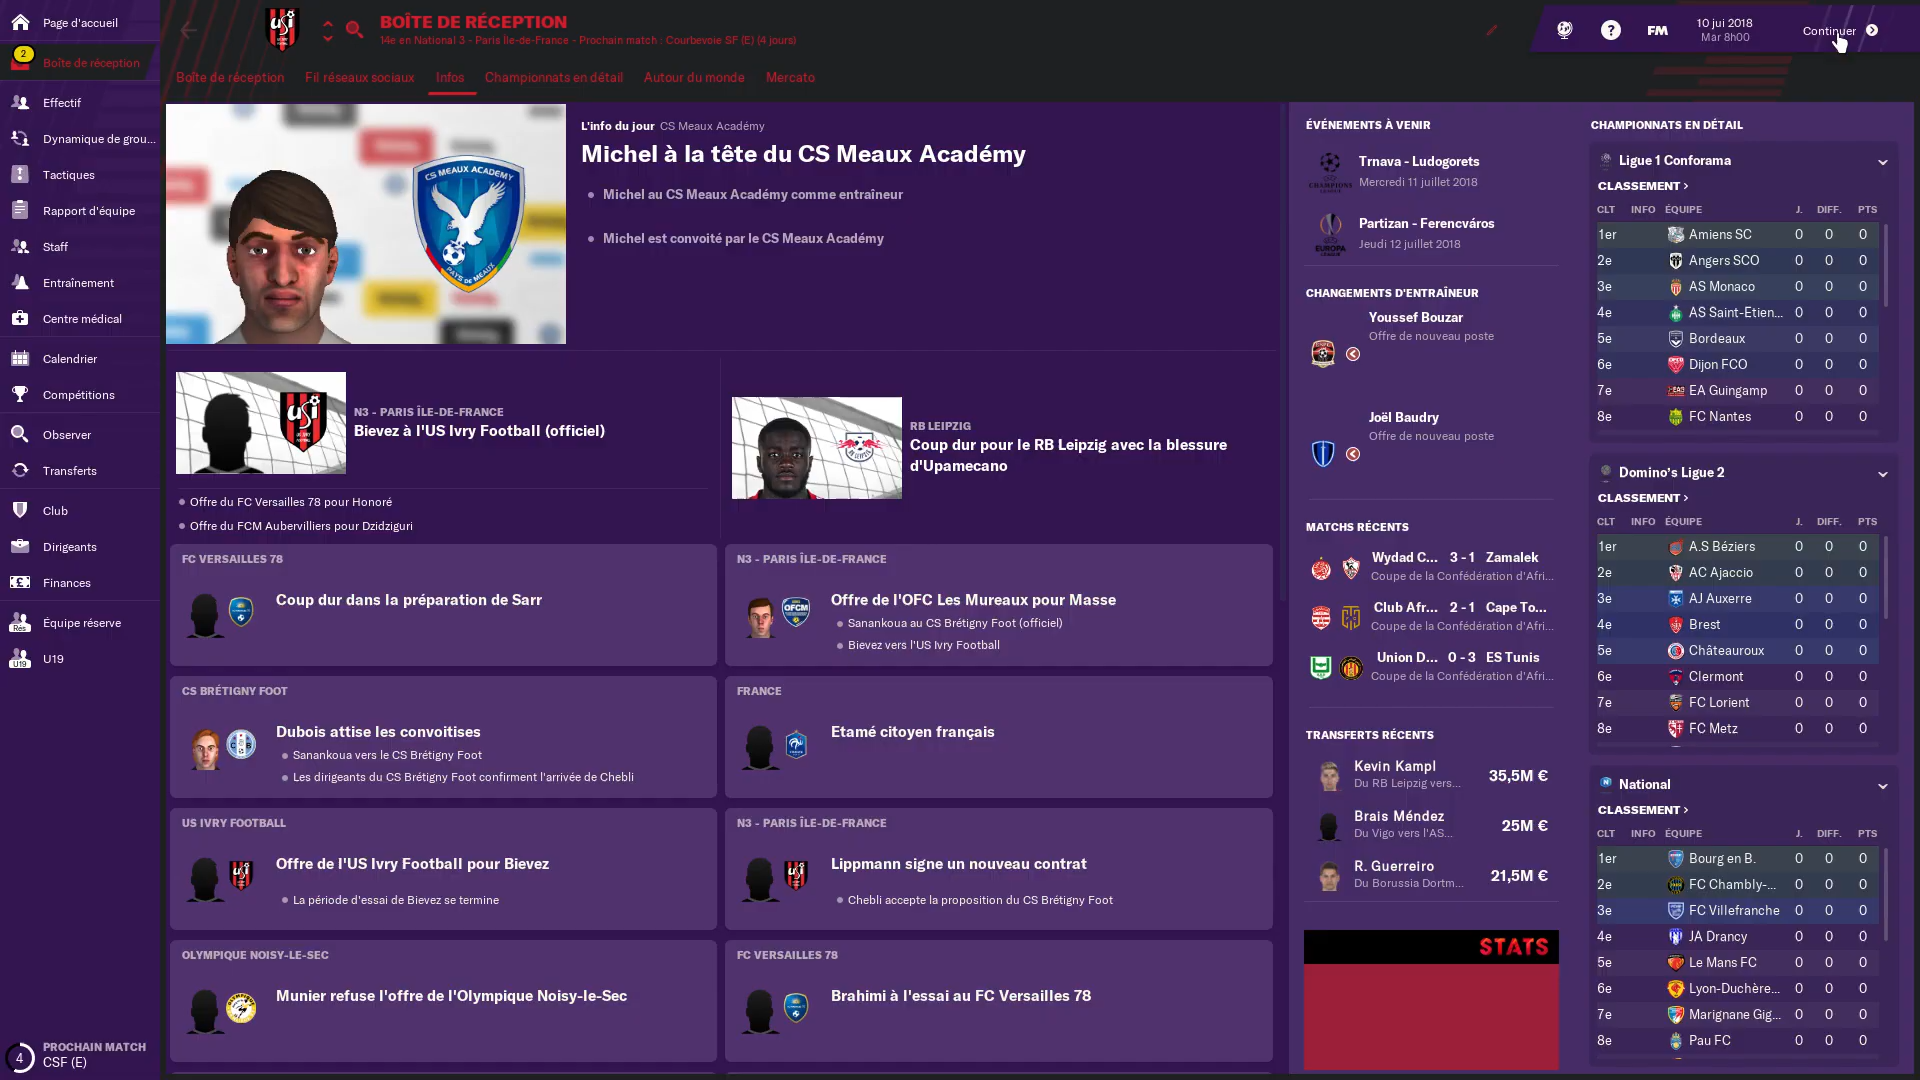 Page d'accueil
2
Boîte de réception
Effectif
Dynamique de grou...
Tactiques
Rapport d'équipe
Staff
Entraînement
Centre médical
Calendrier
Compétitions
Observer
Transferts
Club
Dirigeants
Finances
Équipe réserve
U19
4
PROCHAIN MATCH
CSF (E)
BOÎTE DE RÉCEPTION
14e en National 3 - Paris Île-de-France - Prochain match : Courbevoie SF (E) (4 jours)
FM
10 jui 2018
Mar 8h00
Continuer
Boîte de réception
Fil réseaux sociaux
Infos
Championnats en détail
Autour du monde
Mercato
CS MEAUX ACADEMY
PAYS DE MEAUX
L'info du jour CS Meaux Académy
Michel à la tête du CS Meaux Académy
Michel au CS Meaux Académy comme entraîneur
Michel est convoité par le CS Meaux Académy
N3 - PARIS ÎLE-DE-FRANCE
Bievez à l'US Ivry Football (officiel)
Offre du FC Versailles 78 pour Honoré
Offre du FCM Aubervilliers pour Dzidziguri
RB LEIPZIG
Coup dur pour le RB Leipzig avec la blessure
d'Upamecano
FC VERSAILLES 78
Coup dur dans la préparation de Sarr
N3 - PARIS ÎLE-DE-FRANCE
Offre de l'OFC Les Mureaux pour Masse
Sanankoua au CS Brétigny Foot (officiel)
Bievez vers l'US Ivry Football
CS BRÉTIGNY FOOT
Dubois attise les convoitises
Sanankoua vers le CS Brétigny Foot
Les dirigeants du CS Brétigny Foot confirment l'arrivée de Chebli
FRANCE
Etamé citoyen français
US IVRY FOOTBALL
Offre de l'US Ivry Football pour Bievez
La période d'essai de Bievez se termine
N3 - PARIS ÎLE-DE-FRANCE
Lippmann signe un nouveau contrat
Chebli accepte la proposition du CS Brétigny Foot
OLYMPIQUE NOISY-LE-SEC
Munier refuse l'offre de l'Olympique Noisy-le-Sec
FC VERSAILLES 78
Brahimi à l'essai au FC Versailles 78
ÉVÉNEMENTS À VENIR
Trnava - Ludogorets
Mercredi 11 juillet 2018
Partizan - Ferencváros
Jeudi 12 juillet 2018
CHANGEMENTS D'ENTRAÎNEUR
Youssef Bouzar
Offre de nouveau poste
Joël Baudry
Offre de nouveau poste
MATCHS RÉCENTS
Wydad C... 3 - 1 Zamalek
Coupe de la Confédération d'Afri...
Club Afr... 2 - 1 Cape To...
Coupe de la Confédération d'Afri...
Union D... 0 - 3 ES Tunis
Coupe de la Confédération d'Afri...
TRANSFERTS RÉCENTS
Kevin Kampl 35,5M €
Du RB Leipzig vers...
Brais Méndez 25M €
Du Vigo vers l'AS...
R. Guerreiro 21,5M €
Du Borussia Dortm...
STATS
CHAMPIONNATS EN DÉTAIL
Ligue 1 Conforama
CLASSEMENT >
CLT INFO ÉQUIPE J. DIFF. PTS
1er Amiens SC 0 0 0
2e Angers SCO 0 0 0
3e AS Monaco 0 0 0
4e AS Saint-Etien... 0 0 0
5e Bordeaux 0 0 0
6e Dijon FCO 0 0 0
7e EA Guingamp 0 0 0
8e FC Nantes 0 0 0
Domino's Ligue 2
CLASSEMENT >
CLT INFO ÉQUIPE J. DIFF. PTS
1er A.S Béziers 0 0 0
2e AC Ajaccio 0 0 0
3e AJ Auxerre 0 0 0
4e Brest 0 0 0
5e Châteauroux 0 0 0
6e Clermont 0 0 0
7e FC Lorient 0 0 0
8e FC Metz 0 0 0
National
CLASSEMENT >
CLT INFO ÉQUIPE J. DIFF. PTS
1er Bourg en B. 0 0 0
2e FC Chambly-... 0 0 0
3e FC Villefranche 0 0 0
4e JA Drancy 0 0 0
5e Le Mans FC 0 0 0
6e Lyon-Duchère... 0 0 0
7e Marignane Gig... 0 0 0
8e Pau FC 0 0 0